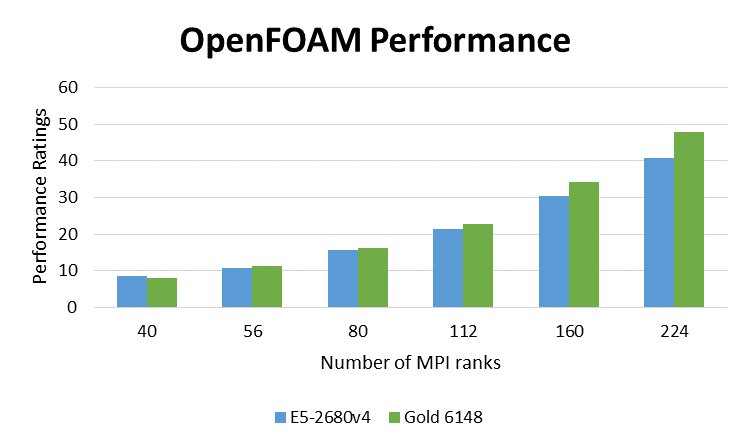 OpenFOAM Performance
Performance Ratings
60
50
40
30
20
10
0
40 56 80 112 160 224
Number of MPI ranks
E5-2680v4 Gold 6148